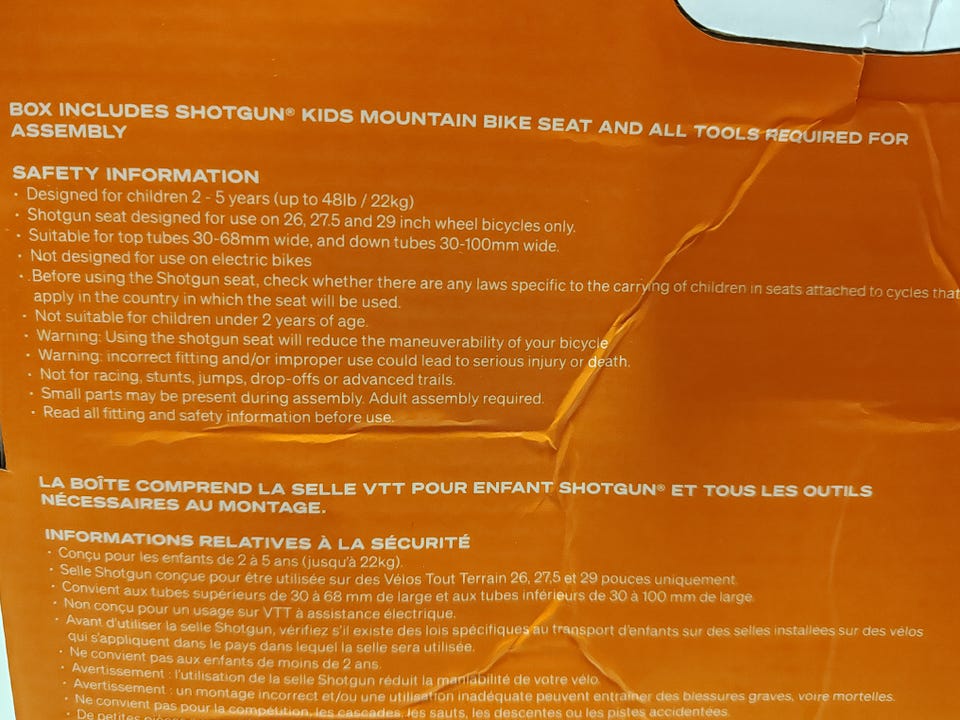 BOX INCLUDES SHOTGUN® KIDS MOUNTAIN BIKE SEAT AND ALL TOOLS REQUIRED FOR
ASSEMBLY
SAFETY INFORMATION
· Designed for children 2 - 5 years (up to 48lb / 22kg)
· Shotgun seat designed for use on 26, 27.5 and 29 inch wheel bicycles only.
· Suitable for top tubes 30-68mm wide, and down tubes 30-100mm wide.
· Not designed for use on electric bikes
· Before using the Shotgun seat, check whether there are any laws specific to the carrying of children in seats attached to cycles that
apply in the country in which the seat will be used.
· Not suitable for children under 2 years of age.
· Warning: Using the shotgun seat will reduce the maneuverability of your bicycle
· Warning: incorrect fitting and/or improper use could lead to serious injury or death.
· Not for racing, stunts, jumps, drop-offs or advanced trails.
· Small parts may be present during assembly. Adult assembly required.
· Read all fitting and safety information before use.
LA BOÎTE COMPREND LA SELLE VTT POUR ENFANT SHOTGUN® ET TOUS LES OUTILS
NÉCESSAIRES AU MONTAGE.
INFORMATIONS RELATIVES À LA SÉCURITÉ
· Conçu pour les enfants de 2 à 5 ans (jusqu'à 22kg).
· Selle Shotgun conçue pour être utilisée sur des Vélos Tout Terrain 26, 27,5 et 29 pouces uniquement.
· Convient aux tubes supérieurs de 30 à 68 mm de large et aux tubes inférieurs de 30 à 100 mm de large.
· Non conçu pour un usage sur VTT à assistance électrique.
· Avant d'utiliser la selle Shotgun, vérifiez s'il existe des lois spécifiques au transport d'enfants sur des selles installées sur des vélos
qui s'appliquent dans le pays dans lequel la selle sera utilisée.
· Ne convient pas aux enfants de moins de 2 ans.
· Avertissement : l'utilisation de la selle Shotgun réduit la maniabilité de votre vélo.
· Avertissement : un montage incorrect et/ou une utilisation inadéquate peuvent entraîner des blessures graves, voire mortelles.
· Ne convient pas pour la compétition, les cascades, les sauts, les descentes ou les pistes accidentées.
· De petites